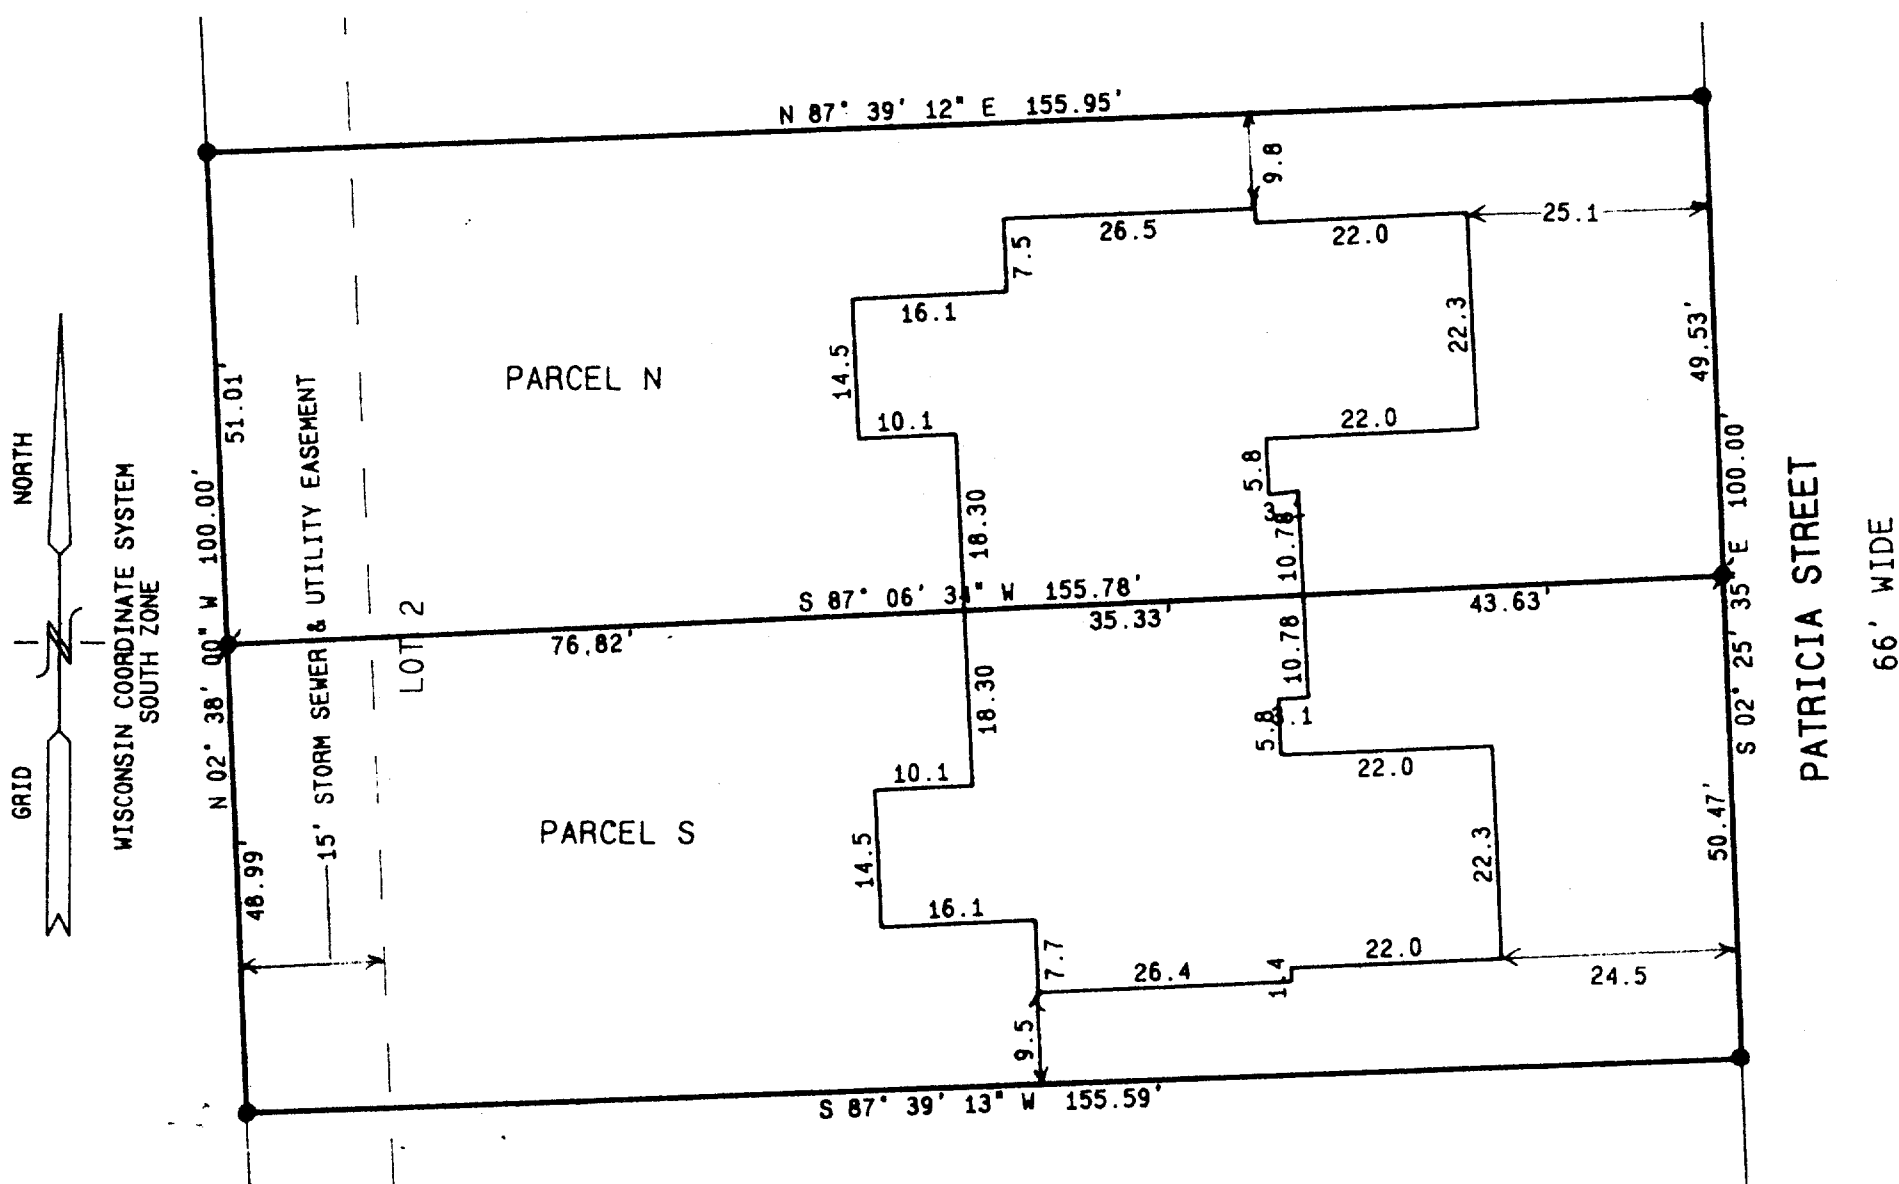 N 87° 39' 12" E 155.95'
9.8
25.1
26.5
22.0
7.5
16.1
14.5
22.3
49.53'
PARCEL N
10.1
22.0
51.01'
5.8
18.30
10.78
N 02° 38' 00" W 100.00'
S 02° 25' 35" E 100.00'
NORTH
GRID
WISCONSIN COORDINATE SYSTEM
SOUTH ZONE
15' STORM SEWER & UTILITY EASEMENT
LOT 2
S 87° 06' 34" W 155.78'
76.82'
35.33'
43.63'
PATRICIA STREET
66' WIDE
18.30
10.78
5.8
3.1
10.1
22.0
PARCEL S
14.5
22.3
50.47'
48.99'
16.1
7.7
26.4
1.4
22.0
24.5
9.5
S 87° 39' 13" W 155.59'